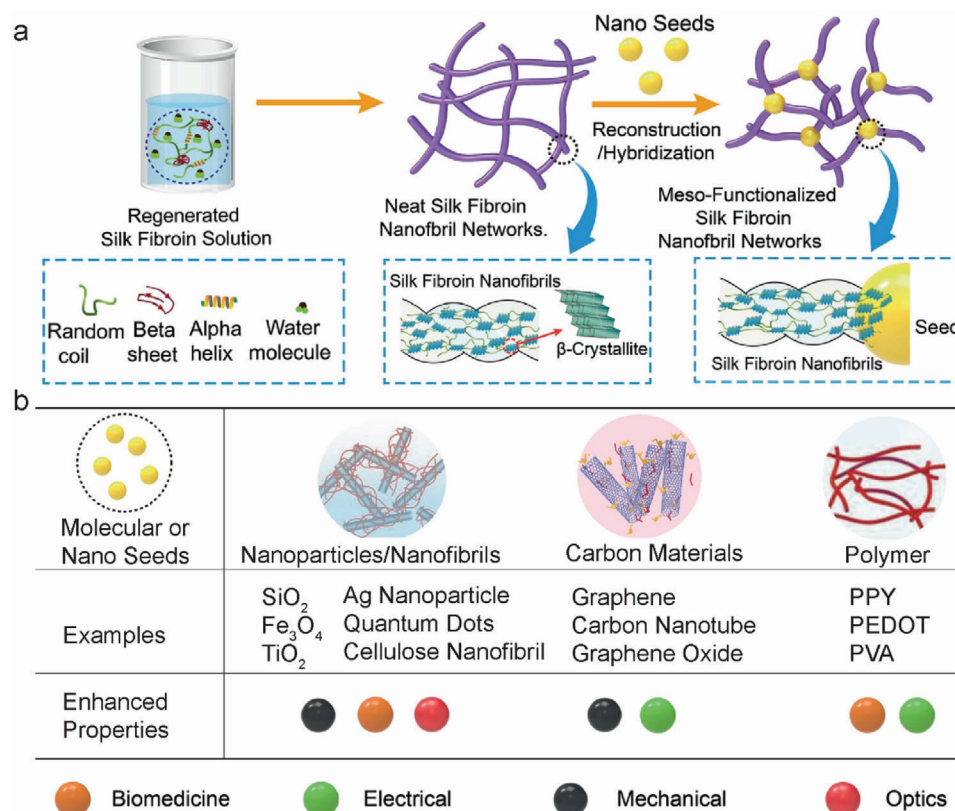 a
Nano Seeds
Reconstruction
/Hybridization
Regenerated
Silk Fibroin Solution
Neat Silk Fibroin
Nanofbril Networks.
Meso-Functionalized
Silk Fibroin
Nanofbril Networks
Random
coil
Beta
sheet
Alpha
helix
Water
molecule
Silk Fibroin Nanofibrils
β-Crystallite
Silk Fibroin Nanofibrils
Seed
b
Molecular or
Nano Seeds
Nanoparticles/Nanofibrils
Carbon Materials
Polymer
Examples
SiO₂ Ag Nanoparticle
Fe₃O₄ Quantum Dots
TiO₂ Cellulose Nanofibril
Graphene
Carbon Nanotube
Graphene Oxide
PPY
PEDOT
PVA
Enhanced
Properties
Biomedicine Electrical Mechanical Optics